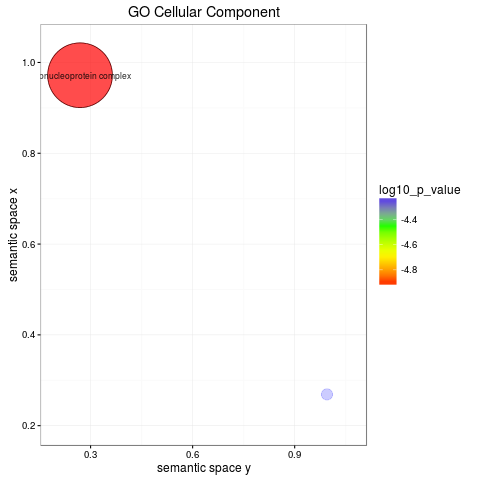 GO Cellular Component
onucleoprotein complex
1.0
0.8
0.6
0.4
0.2
semantic space x
0.3
0.6
0.9
semantic space y
log10_p_value
-4.4
-4.6
-4.8